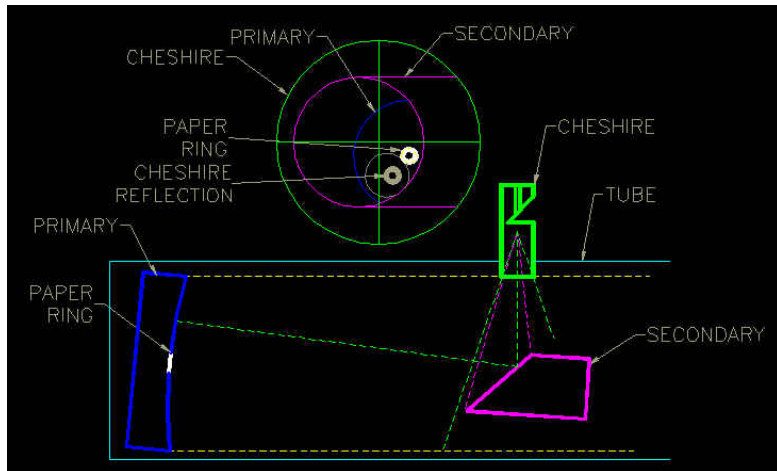 PRIMARY
SECONDARY
CHESHIRE
PAPER
RING
CHESHIRE
REFLECTION
CHESHIRE
TUBE
PRIMARY
PAPER
RING
SECONDARY